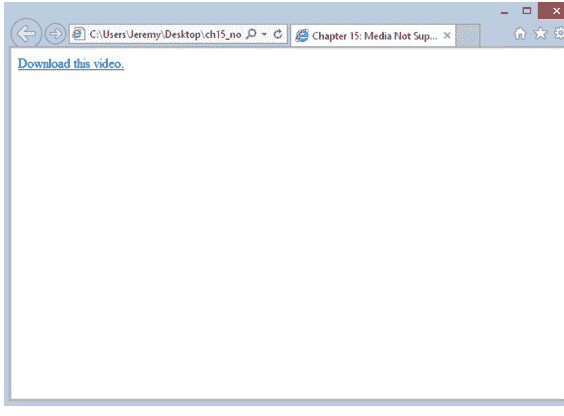 C:\Users\Jeremy\Desktop\ch15_no
Chapter 15: Media Not Sup...
Download this video.